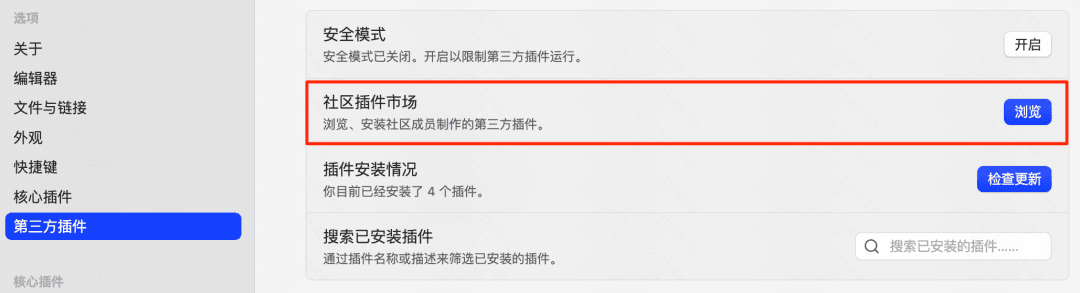 选项
关于
编辑器
文件与链接
外观
快捷键
核心插件
第三方插件
核心插件
安全模式
安全模式已关闭。开启以限制第三方插件运行。
开启
社区插件市场
浏览、安装社区成员制作的第三方插件。
浏览
插件安装情况
你目前已经安装了 4 个插件。
检查更新
搜索已安装插件
通过插件名称或描述来筛选已安装的插件。
搜索已安装的插件......